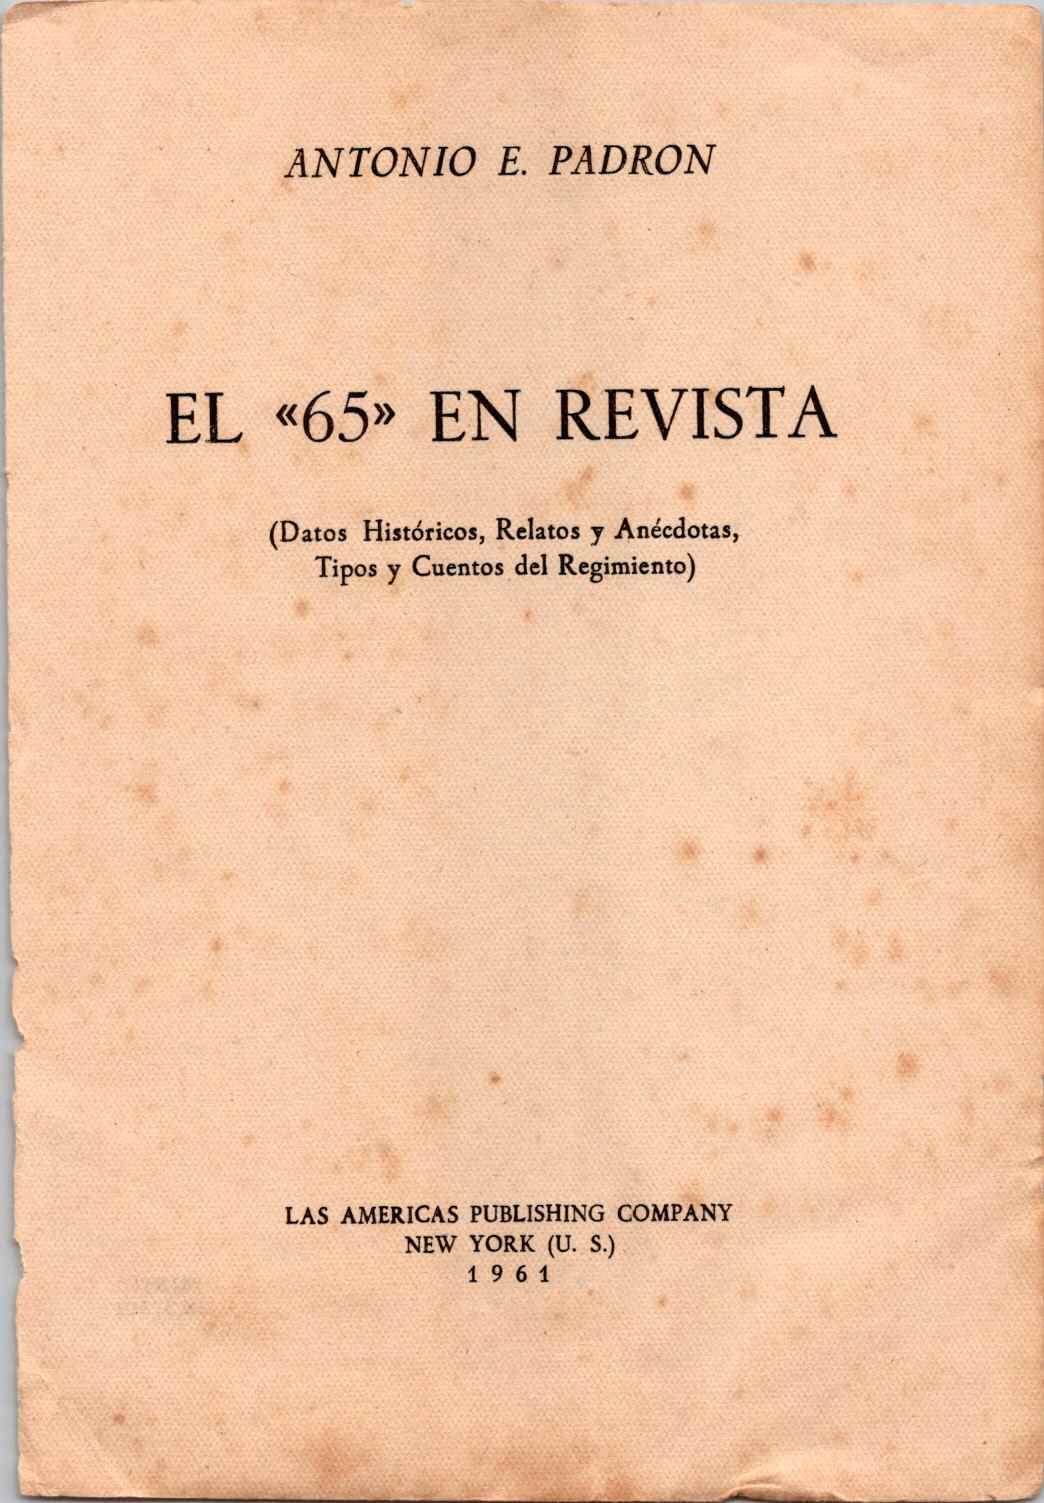 ANTONIO E. PADRON
EL «65» EN REVISTA
(Datos Históricos, Relatos y Anécdotas,
Tipos y Cuentos del Regimiento)
LAS AMERICAS PUBLISHING COMPANY
NEW YORK (U. S.)
1961